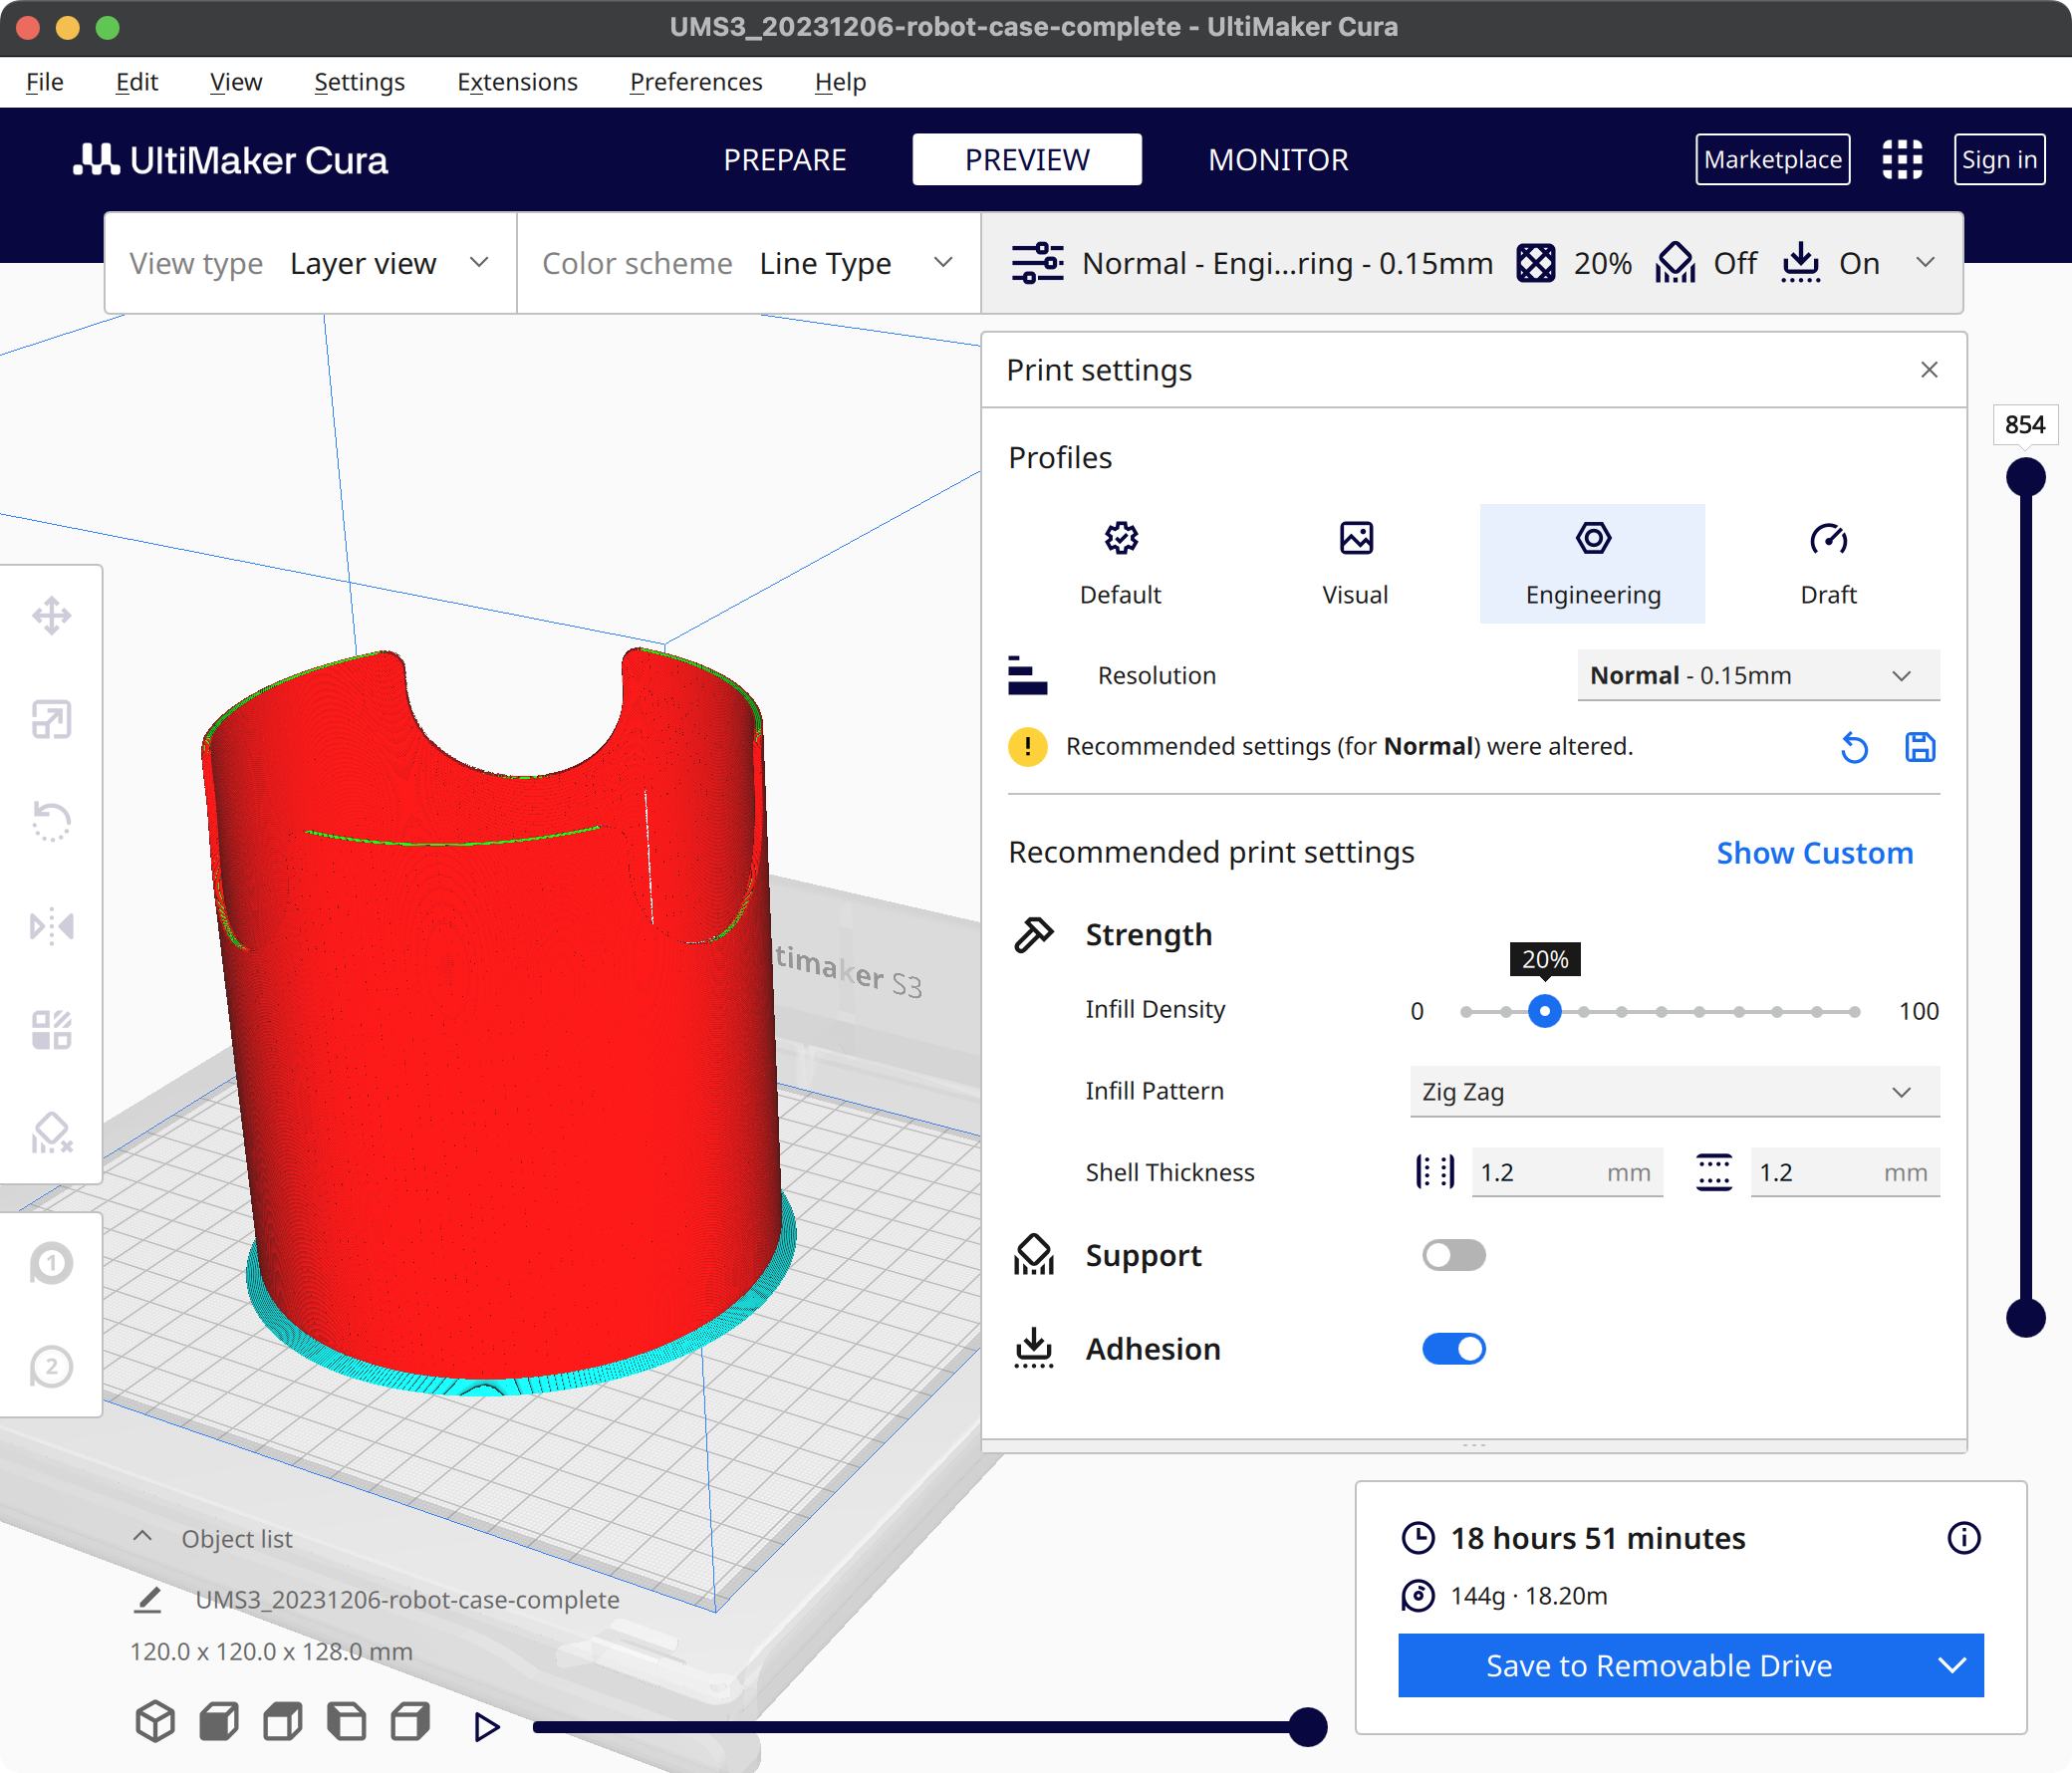 UMS3_20231206-robot-case-complete - UltiMaker Cura
File Edit View Settings Extensions Preferences Help
UltiMaker Cura PREPARE PREVIEW MONITOR Marketplace Sign in
View type Layer view Color scheme Line Type Normal - Engi...ring - 0.15mm 20% Off On
Print settings
854
Profiles
Default Visual Engineering Draft
Resolution Normal - 0.15mm
! Recommended settings (for Normal) were altered.
Recommended print settings Show Custom
Strength
20%
Infill Density 0 100
timaker S3
Infill Pattern Zig Zag
Shell Thickness 1.2 mm 1.2 mm
Support
1
Adhesion
2
Object list
UMS3_20231206-robot-case-complete
120.0 x 120.0 x 128.0 mm
18 hours 51 minutes
144g · 18.20m
Save to Removable Drive